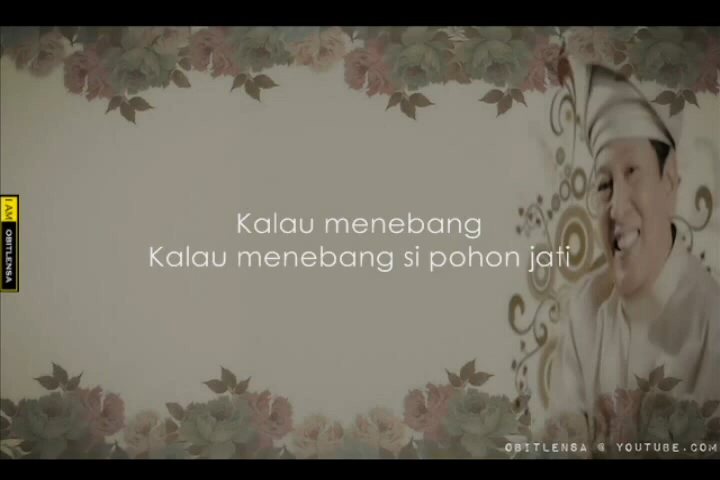 Kalau menebang
Kalau menebang si pohon jati
I AM OBITLENSA
OBITLENSA @ YOUTUBE.COM